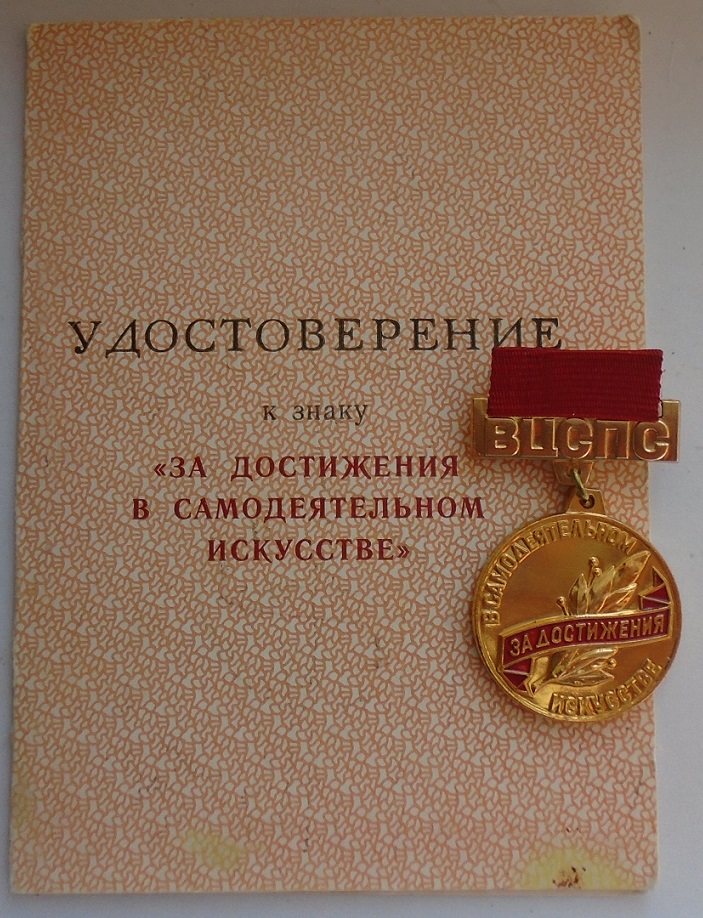 УДОСТОВЕРЕНИЕ
к знаку
«ЗА ДОСТИЖЕНИЯ
В САМОДЕЯТЕЛЬНОМ
ИСКУССТВЕ»
ВЦСПС
В САМОДЕЯТЕЛЬНОМ
ЗА ДОСТИЖЕНИЯ
ИСКУССТВЕ